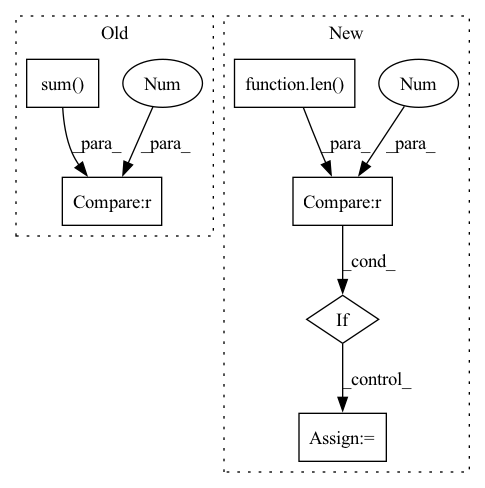 Old
New
sum()
Num
function.len()
Num
_para_
_para_
_para_
_para_
Compare:r
Compare:r
_cond_
If
_control_
Assign:=